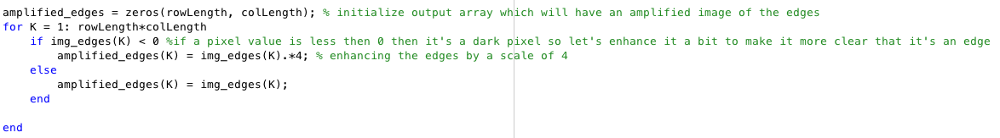 amplified_edges = zeros(rowLength, colLength); % initialize output array which will have an amplified image of the edges
for K = 1: rowLength*colLength
    if img_edges(K) < 0 %if a pixel value is less then 0 then it's a dark pixel so let's enhance it a bit to make it more clear that it's an edge
        amplified_edges(K) = img_edges(K).*4; % enhancing the edges by a scale of 4
    else
        amplified_edges(K) = img_edges(K);
    end
end